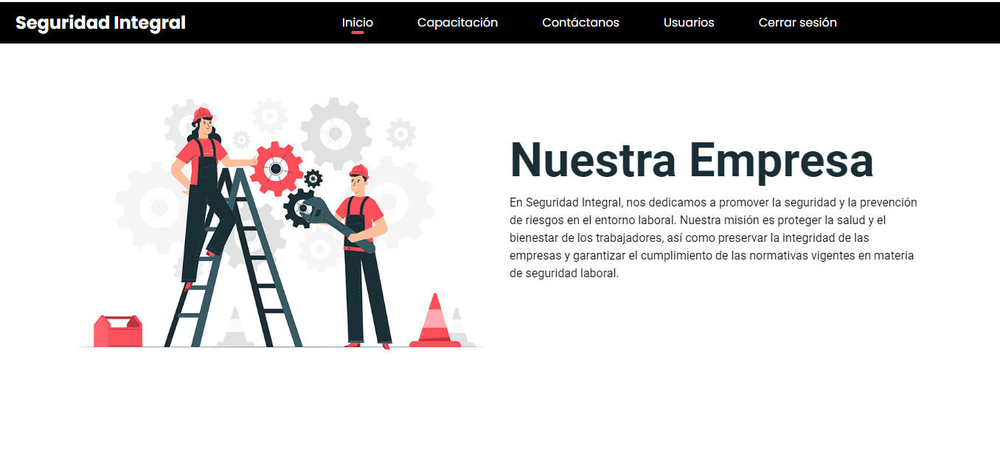 Seguridad Integral
Inicio
Capacitación
Contáctanos
Usuarios
Cerrar sesión
Nuestra Empresa
En Seguridad Integral, nos dedicamos a promover la seguridad y la prevención
de riesgos en el entorno laboral. Nuestra misión es proteger la salud y el
bienestar de los trabajadores, así como preservar la integridad de las
empresas y garantizar el cumplimiento de las normativas vigentes en materia
de seguridad laboral.